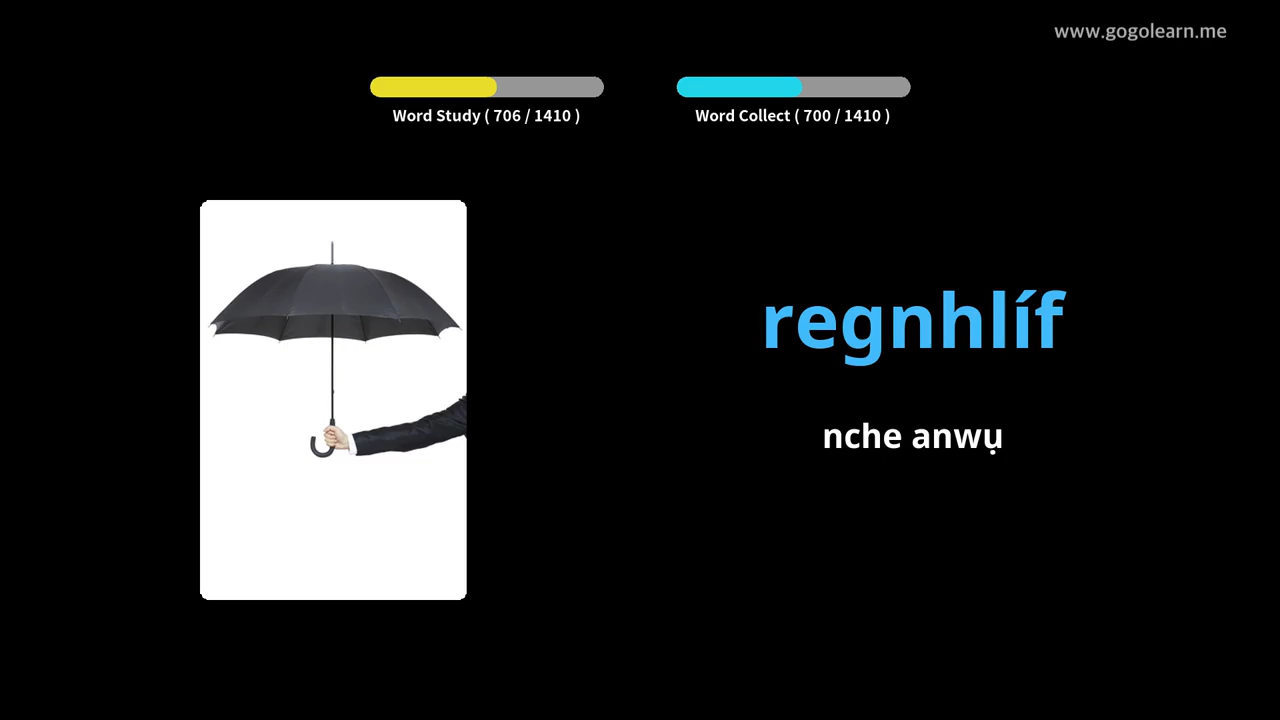 www.gogolearn.me
Word Study ( 706 / 1410 )
Word Collect ( 700 / 1410 )
regnhlíf
nche anwụ